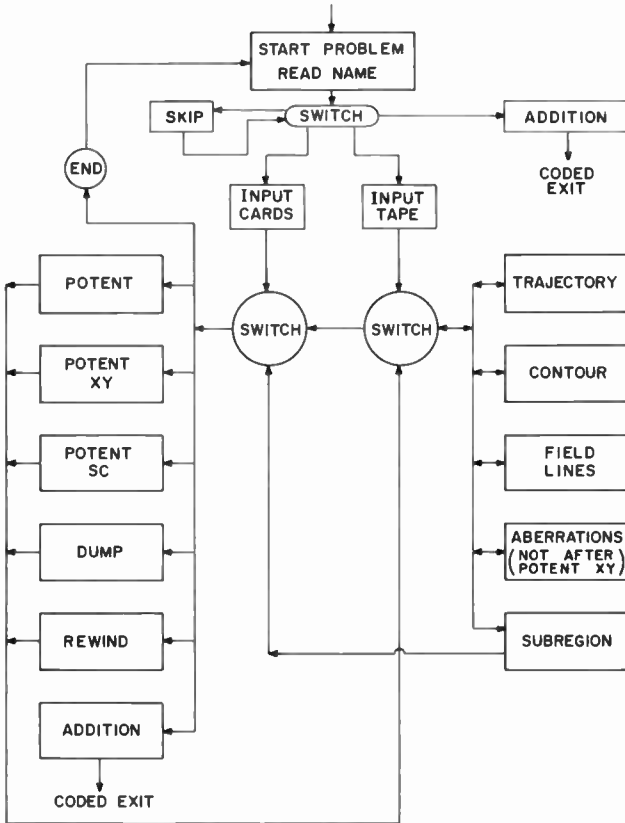 START PROBLEM
READ NAME
SKIP
SWITCH
ADDITION
CODED
EXIT
END
INPUT
CARDS
INPUT
TAPE
POTENT
SWITCH
SWITCH
TRAJECTORY
POTENT
XY
CONTOUR
POTENT
SC
FIELD
LINES
DUMP
ABERRATIONS
(NOT AFTER
POTENT XY)
REWIND
SUBREGION
ADDITION
CODED EXIT